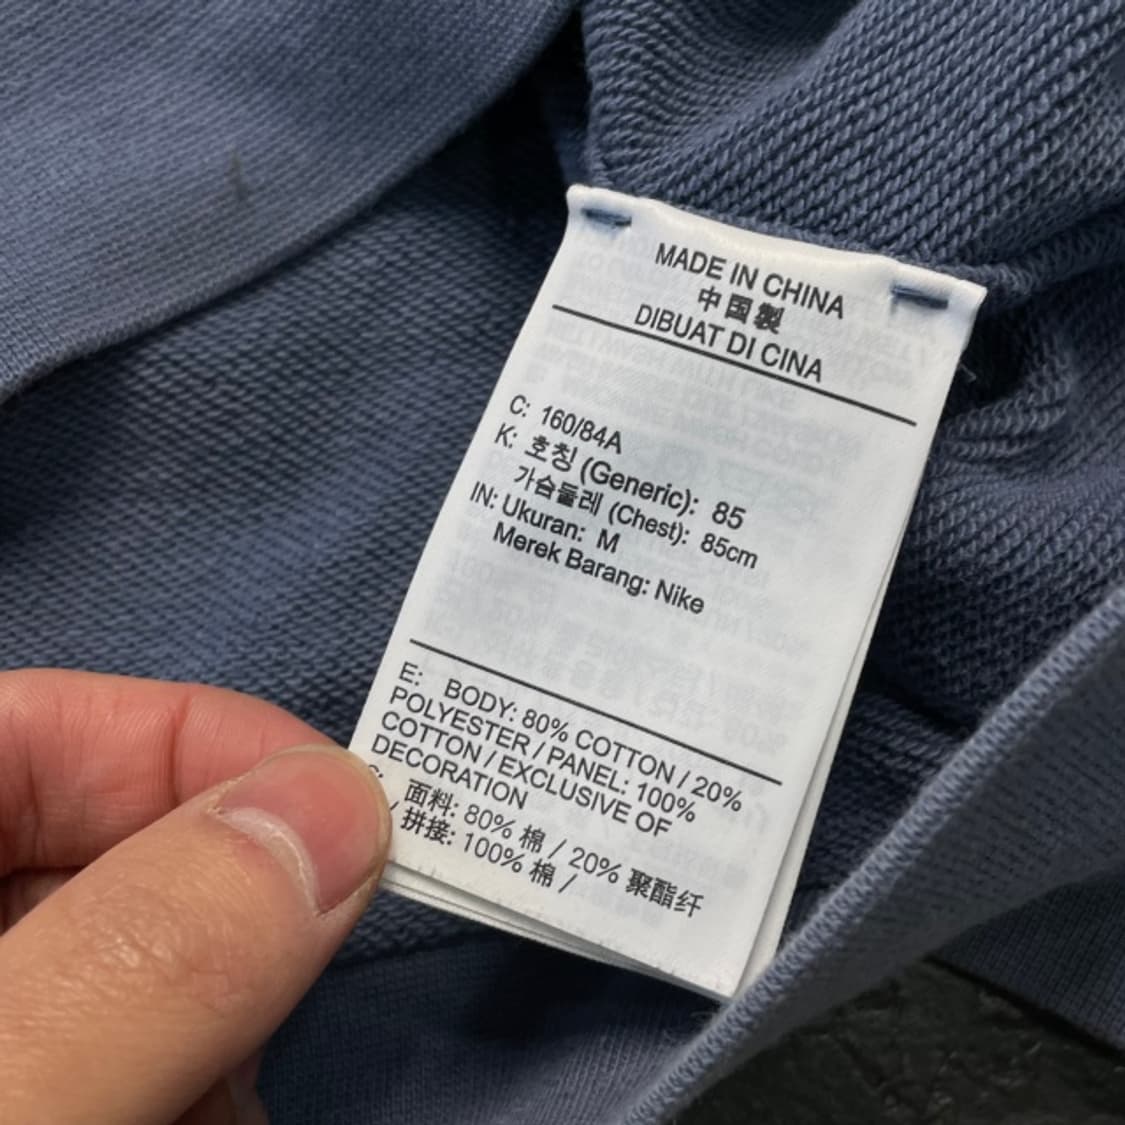 MADE IN CHINA
中国製
DIBUAT DI CINA
C: 160/84A
K: 호칭 (Generic): 85
가슴둘레 (Chest): 85cm
IN: Ukuran: M
Merek Barang: Nike
E: BODY: 80% COTTON / 20%
POLYESTER / PANEL: 100%
COTTON / EXCLUSIVE OF
DECORATION
面料: 80% 棉 / 20% 聚酯纤
/ 拼接: 100% 棉 /